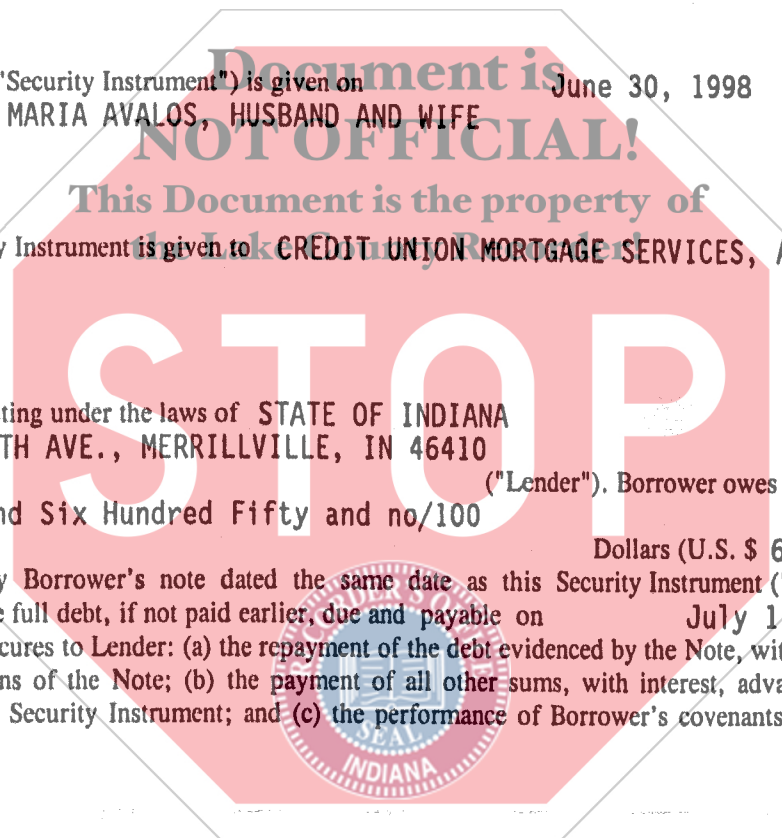 Document is
"Security Instrument") is given on June 30, 1998
MARIA AVALOS, HUSBAND AND WIFE
NOT OFFICIAL!
This Document is the property of
the Lake County Recorder!
Instrument is given to CREDIT UNION MORTGAGE SERVICES,
STOP
ting under the laws of STATE OF INDIANA
TH AVE., MERRILLVILLE, IN 46410
("Lender"). Borrower owes
nd Six Hundred Fifty and no/100
Dollars (U.S. $ 6
y Borrower's note dated the same date as this Security Instrument (
e full debt, if not paid earlier, due and payable on July 1
cures to Lender: (a) the repayment of the debt evidenced by the Note, wit
ns of the Note; (b) the payment of all other sums, with interest, adva
Security Instrument; and (c) the performance of Borrower's covenants
RECORDER'S OFFICE
SEAL
INDIANA